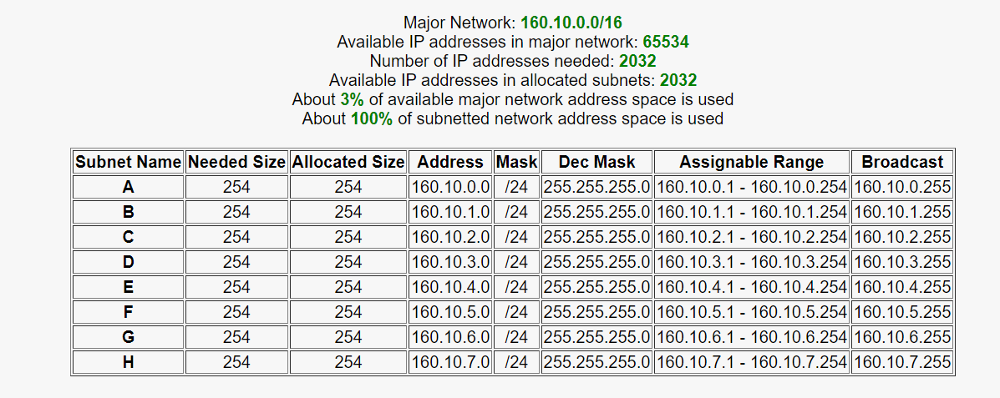 Major Network: 160.10.0.0/16
Available IP addresses in major network: 65534
Number of IP addresses needed: 2032
Available IP addresses in allocated subnets: 2032
About 3% of available major network address space is used
About 100% of subnetted network address space is used
Subnet Name Needed Size Allocated Size Address Mask Dec Mask Assignable Range Broadcast
A 254 254 160.10.0.0 /24 255.255.255.0 160.10.0.1 - 160.10.0.254 160.10.0.255
B 254 254 160.10.1.0 /24 255.255.255.0 160.10.1.1 - 160.10.1.254 160.10.1.255
C 254 254 160.10.2.0 /24 255.255.255.0 160.10.2.1 - 160.10.2.254 160.10.2.255
D 254 254 160.10.3.0 /24 255.255.255.0 160.10.3.1 - 160.10.3.254 160.10.3.255
E 254 254 160.10.4.0 /24 255.255.255.0 160.10.4.1 - 160.10.4.254 160.10.4.255
F 254 254 160.10.5.0 /24 255.255.255.0 160.10.5.1 - 160.10.5.254 160.10.5.255
G 254 254 160.10.6.0 /24 255.255.255.0 160.10.6.1 - 160.10.6.254 160.10.6.255
H 254 254 160.10.7.0 /24 255.255.255.0 160.10.7.1 - 160.10.7.254 160.10.7.255